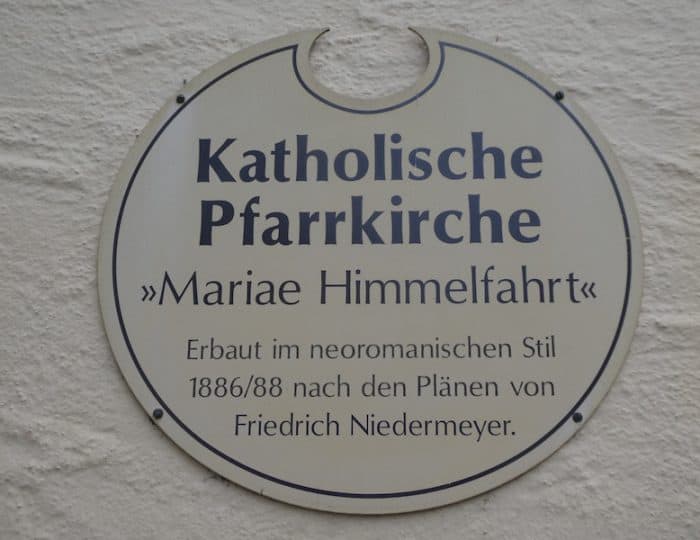 Katholische
Pfarrkirche
»Mariae Himmelfahrt«
Erbaut im neoromanischen Stil
1886/88 nach den Plänen von
Friedrich Niedermeyer.